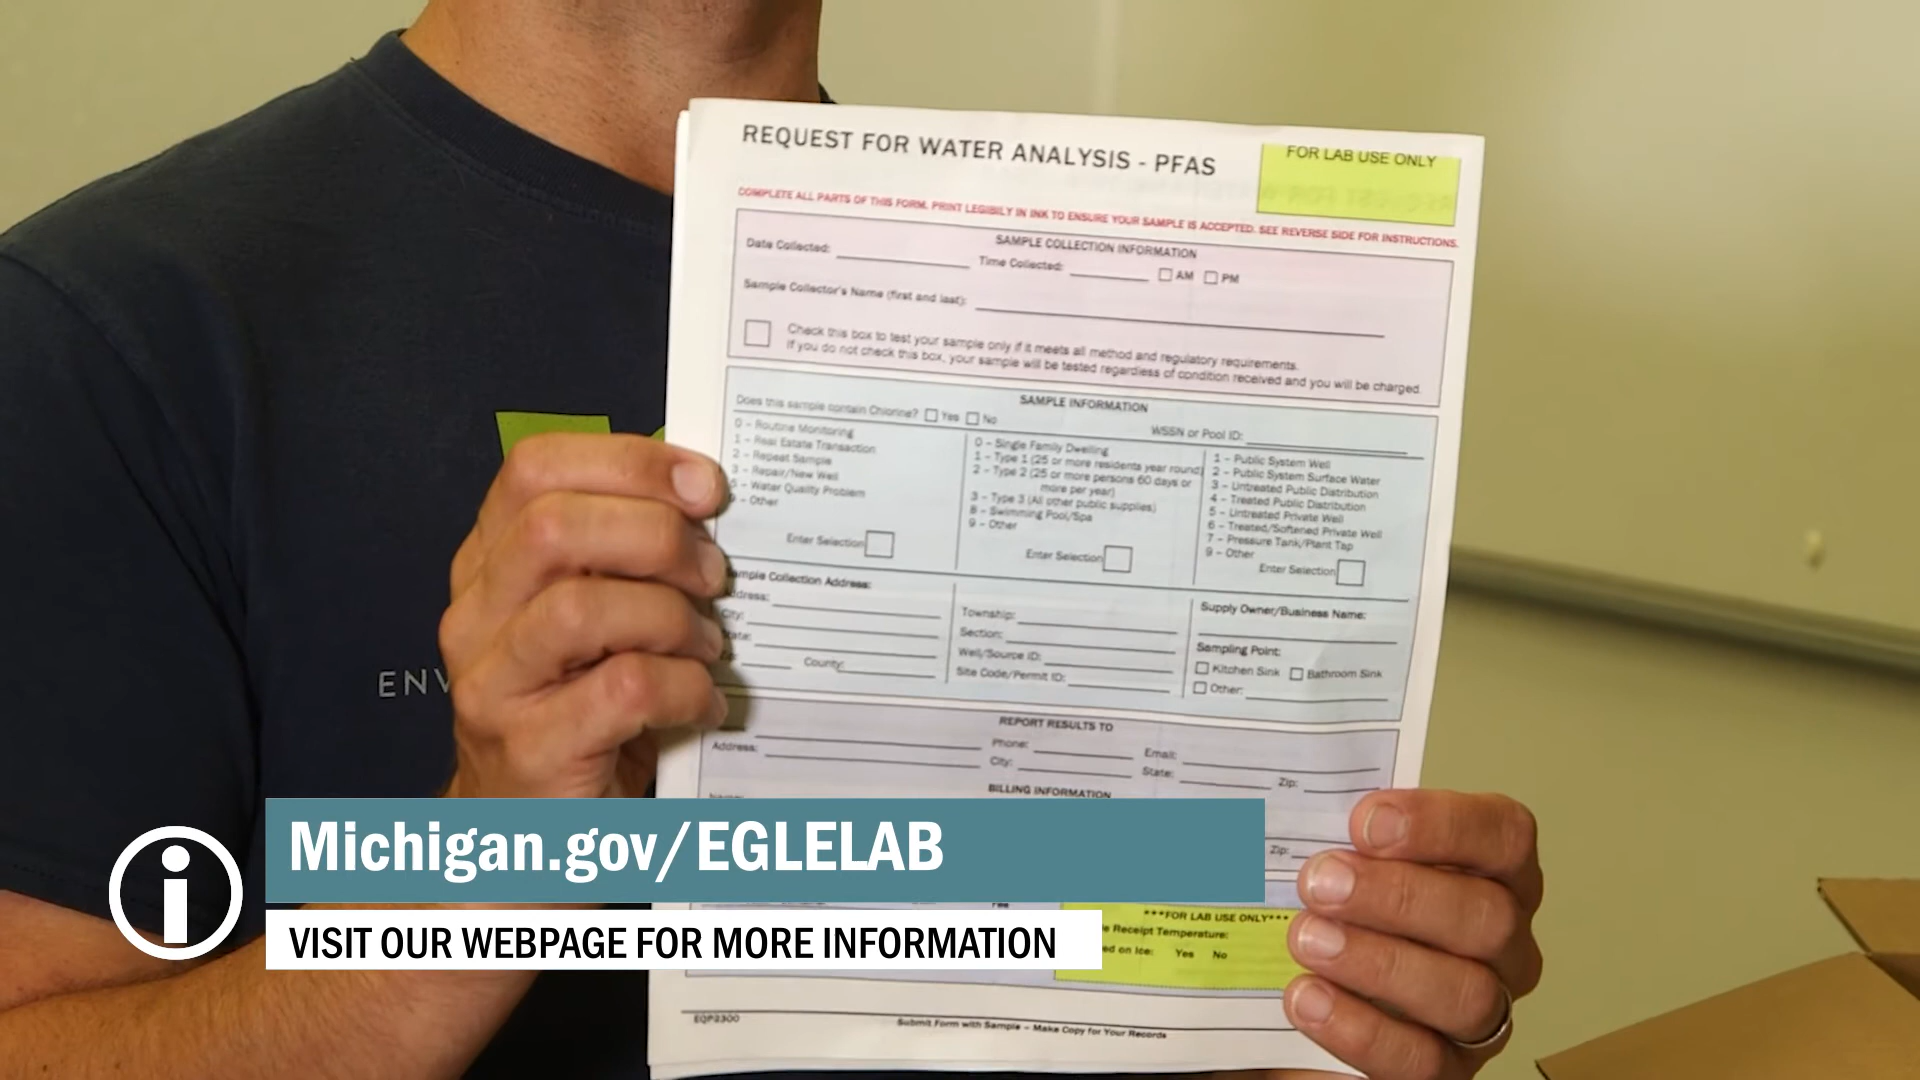 REQUEST FOR WATER ANALYSIS - PFAS
FOR LAB USE ONLY
COMPLETE ALL PARTS OF THIS FORM. PRINT LEGIBILY IN INK TO ENSURE YOUR SAMPLE IS ACCEPTED. SEE REVERSE SIDE FOR INSTRUCTIONS.
SAMPLE COLLECTION INFORMATION
Date Collected: Time Collected: AM PM
Sample Collector's Name (first and last):
Check this box to test your sample only if it meets all method and regulatory requirements.
If you do not check this box, your sample will be tested regardless of condition received and you will be charged.
SAMPLE INFORMATION
Does this sample contain Chlorine? Yes No
WSSN or Pool ID:
0 - Routine Monitoring
1 - Real Estate Transaction
2 - Repeat Sample
3 - Repair/New Well
- Water Quality Problem
- Other
Enter Selection
0 - Single Family Dwelling
1 - Type 1 (25 or more residents year round)
2 - Type 2 (25 or more persons 60 days or
more per year)
3 - Type 3 (All other public supplies)
8 - Swimming Pool/Spa
9 - Other
Enter Selection
1 - Public System Well
2 - Public System Surface Water
3 - Untreated Public Distribution
4 - Treated Public Distribution
5 - Untreated Private Well
6 - Treated/Softened Private Well
7 - Pressure Tank/Plant Tap
9 - Other
Enter Selection
Sample Collection Address:
Address:
City:
State:
County:
Township:
Section:
Well/Source ID:
Site Code/Permit ID:
Supply Owner/Business Name:
Sampling Point:
Kitchen Sink Bathroom Sink
Other:
REPORT RESULTS TO
Phone: Email:
Address: City: State: Zip:
BILLING INFORMATION
Zip:
ENV
Michigan.gov/EGLELAB
VISIT OUR WEBPAGE FOR MORE INFORMATION
Fee
***FOR LAB USE ONLY***
Receipt Temperature:
ed on Ice: Yes No
EQP2300
Submit Form with Sample - Make Copy for Your Records